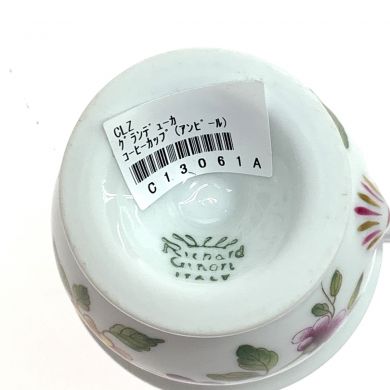 CLZ
ｸﾞﾗﾝﾃﾞｭｰｶ
ｺｰﾋｰｶｯﾌﾟ(ｱﾝﾋﾟｰﾙ)
C13061A
Richard
Ginori
ITALY